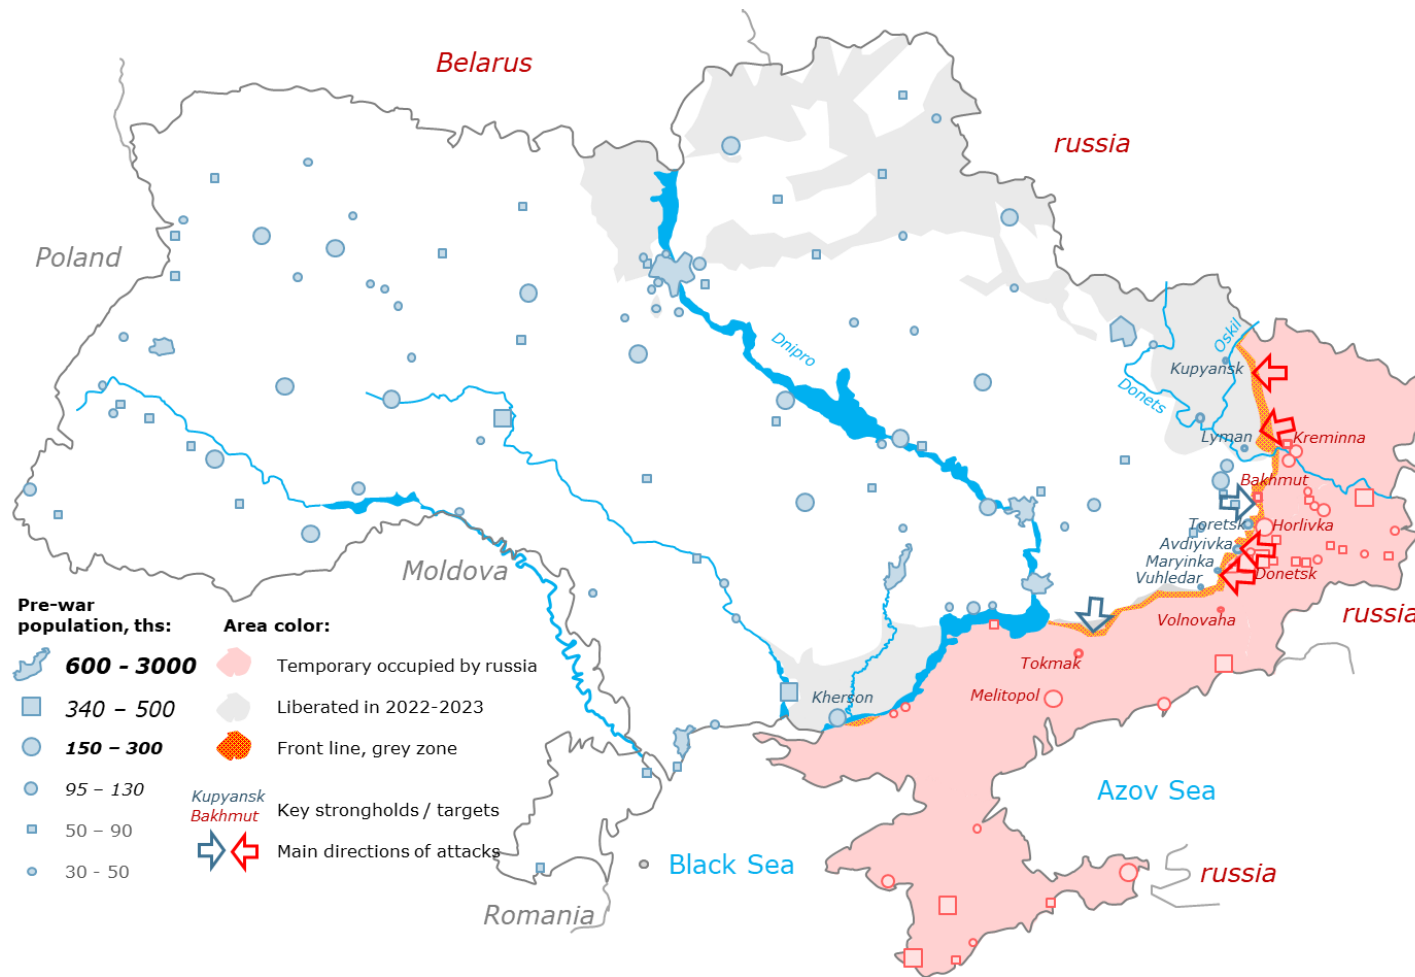 Belarus
russia
Poland
Oskil
Dnipro
Kupyansk
Donets
Lyman
Kreminna
Bakhmut
Toretsk
Horlivka
Avdiyivka
Maryinka
Donetsk
Vuhledar
Moldova
russia
Volnovaha
Tokmak
Melitopol
Kherson
Azov Sea
Black Sea
russia
Romania
Pre-war
population, ths:
600 - 3000
340 – 500
150 – 300
95 – 130
50 – 90
30 - 50
Area color:
Temporary occupied by russia
Liberated in 2022-2023
Front line, grey zone
Kupyansk
Bakhmut
Key strongholds / targets
Main directions of attacks